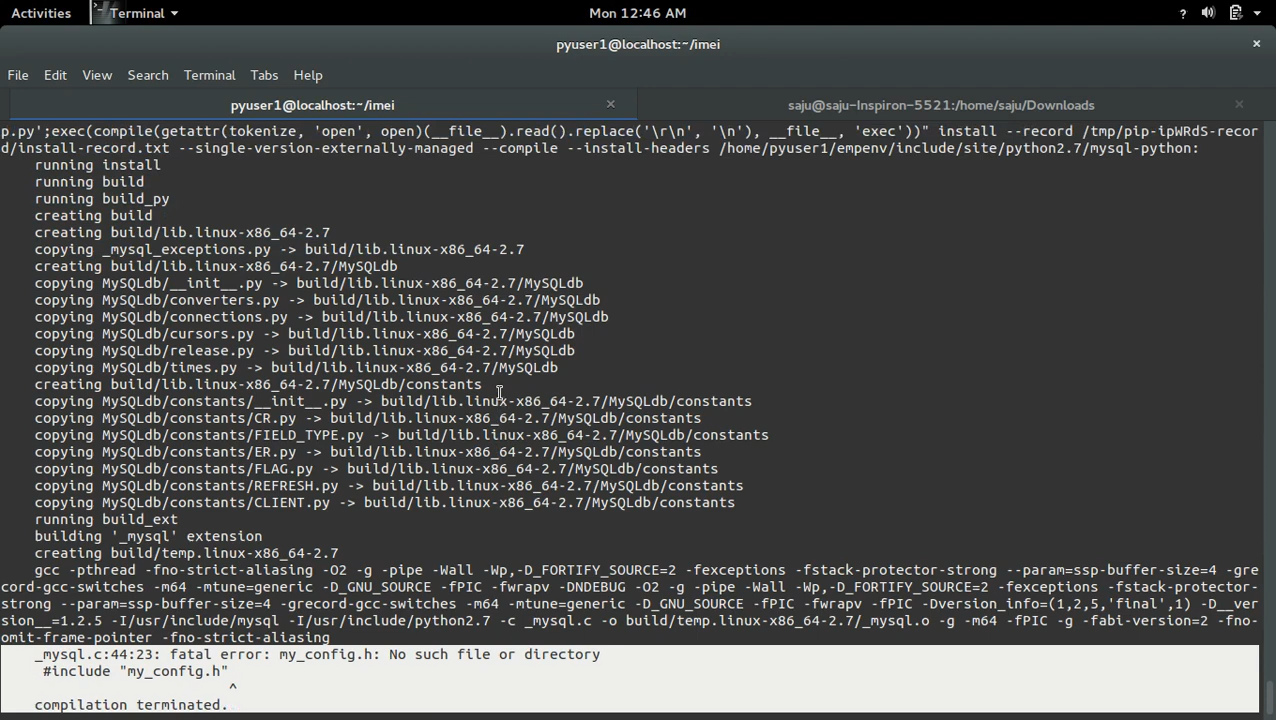 Activities Terminal Mon 12:46 AM ?
pyuser1@localhost:~/imei ×
File Edit View Search Terminal Tabs Help
pyuser1@localhost:~/imei × saju@saju-Inspiron-5521:/home/saju/Downloads ×
p.py';exec(compile(getattr(tokenize, 'open', open)(__file__).read().replace('\r\n', '\n'), __file__, 'exec'))" install --record /tmp/pip-ipWRdS-recor
d/install-record.txt --single-version-externally-managed --compile --install-headers /home/pyuser1/empenv/include/site/python2.7/mysql-python:
running install
running build
running build_py
creating build
creating build/lib.linux-x86_64-2.7
copying _mysql_exceptions.py -> build/lib.linux-x86_64-2.7
creating build/lib.linux-x86_64-2.7/MySQLdb
copying MySQLdb/__init__.py -> build/lib.linux-x86_64-2.7/MySQLdb
copying MySQLdb/converters.py -> build/lib.linux-x86_64-2.7/MySQLdb
copying MySQLdb/connections.py -> build/lib.linux-x86_64-2.7/MySQLdb
copying MySQLdb/cursors.py -> build/lib.linux-x86_64-2.7/MySQLdb
copying MySQLdb/release.py -> build/lib.linux-x86_64-2.7/MySQLdb
copying MySQLdb/times.py -> build/lib.linux-x86_64-2.7/MySQLdb
creating build/lib.linux-x86_64-2.7/MySQLdb/constants
copying MySQLdb/constants/__init__.py -> build/lib.linux-x86_64-2.7/MySQLdb/constants
copying MySQLdb/constants/CR.py -> build/lib.linux-x86_64-2.7/MySQLdb/constants
copying MySQLdb/constants/FIELD_TYPE.py -> build/lib.linux-x86_64-2.7/MySQLdb/constants
copying MySQLdb/constants/ER.py -> build/lib.linux-x86_64-2.7/MySQLdb/constants
copying MySQLdb/constants/FLAG.py -> build/lib.linux-x86_64-2.7/MySQLdb/constants
copying MySQLdb/constants/REFRESH.py -> build/lib.linux-x86_64-2.7/MySQLdb/constants
copying MySQLdb/constants/CLIENT.py -> build/lib.linux-x86_64-2.7/MySQLdb/constants
running build_ext
building '_mysql' extension
creating build/temp.linux-x86_64-2.7
gcc -pthread -fno-strict-aliasing -O2 -g -pipe -Wall -Wp,-D_FORTIFY_SOURCE=2 -fexceptions -fstack-protector-strong --param=ssp-buffer-size=4 -gre
cord-gcc-switches -m64 -mtune=generic -D_GNU_SOURCE -fPIC -fwrapv -DNDEBUG -O2 -g -pipe -Wall -Wp,-D_FORTIFY_SOURCE=2 -fexceptions -fstack-protector-
strong --param=ssp-buffer-size=4 -grecord-gcc-switches -m64 -mtune=generic -D_GNU_SOURCE -fPIC -fwrapv -fPIC -Dversion_info=(1,2,5,'final',1) -D__ver
sion__=1.2.5 -I/usr/include/mysql -I/usr/include/python2.7 -c _mysql.c -o build/temp.linux-x86_64-2.7/_mysql.o -g -m64 -fPIC -g -fabi-version=2 -fno-
omit-frame-pointer -fno-strict-aliasing
_mysql.c:44:23: fatal error: my_config.h: No such file or directory
#include "my_config.h"
^
compilation terminated.